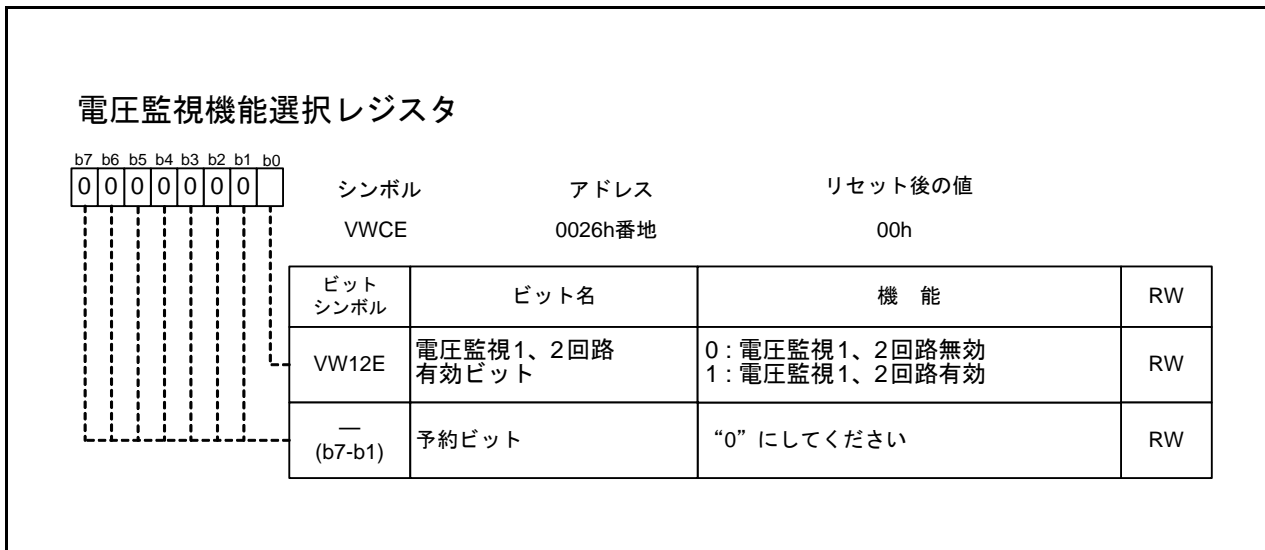 電圧監視機能選択レジスタ
b7 b6 b5 b4 b3 b2 b1 b0
0 0 0 0 0 0 0
シンボル アドレス リセット後の値
VWCE 0026h番地 00h
ビット
シンボル
ビット名 機 能 RW
VW12E
電圧監視1、2回路
有効ビット
0 : 電圧監視1、2回路無効
1 : 電圧監視1、2回路有効
RW
—
(b7-b1)
予約ビット “0”にしてください RW